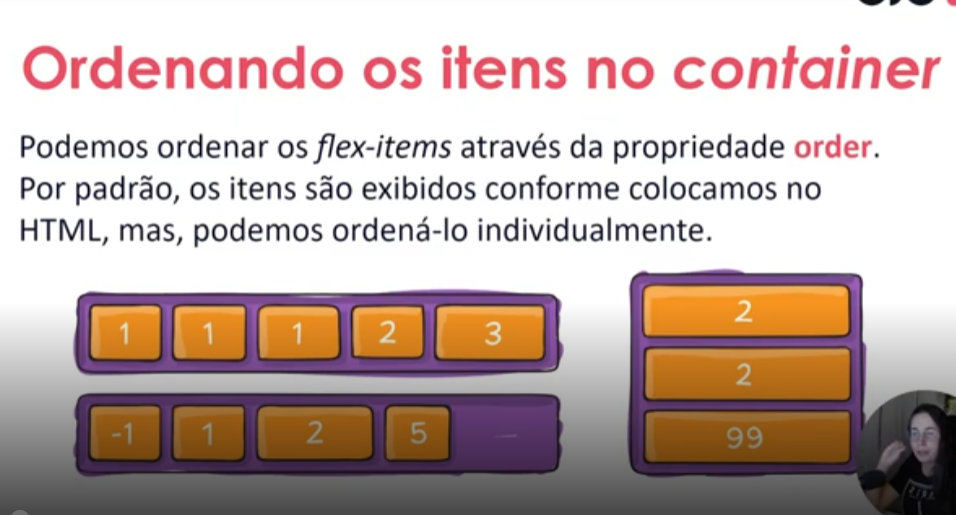 Ordenando os itens no container
Podemos ordenar os flex-items através da propriedade order.
Por padrão, os itens são exibidos conforme colocamos no
HTML, mas, podemos ordená-lo individualmente.
1 1 1 2 3
-1 1 2 5
2
2
99